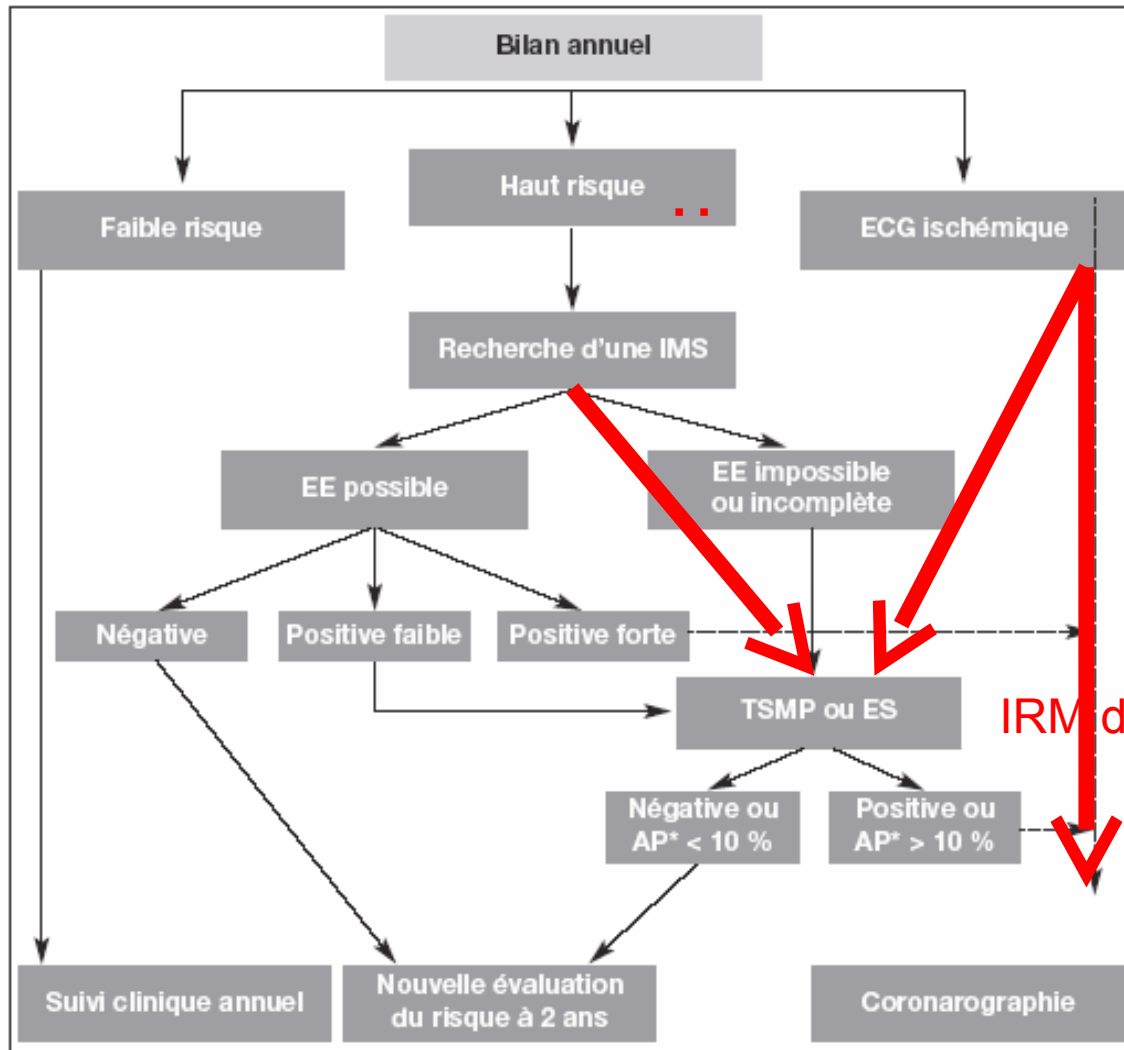 Bilan annuel
Haut risque
. .
Faible risque
ECG ischémique
Recherche d'une IMS
EE possible
EE impossible
ou incomplète
Négative
Positive faible
Positive forte
TSMP ou ES
IRM d
Négative ou
AP* < 10 %
Positive ou
AP* > 10 %
Suivi clinique annuel
Nouvelle évaluation
du risque à 2 ans
Coronarographie